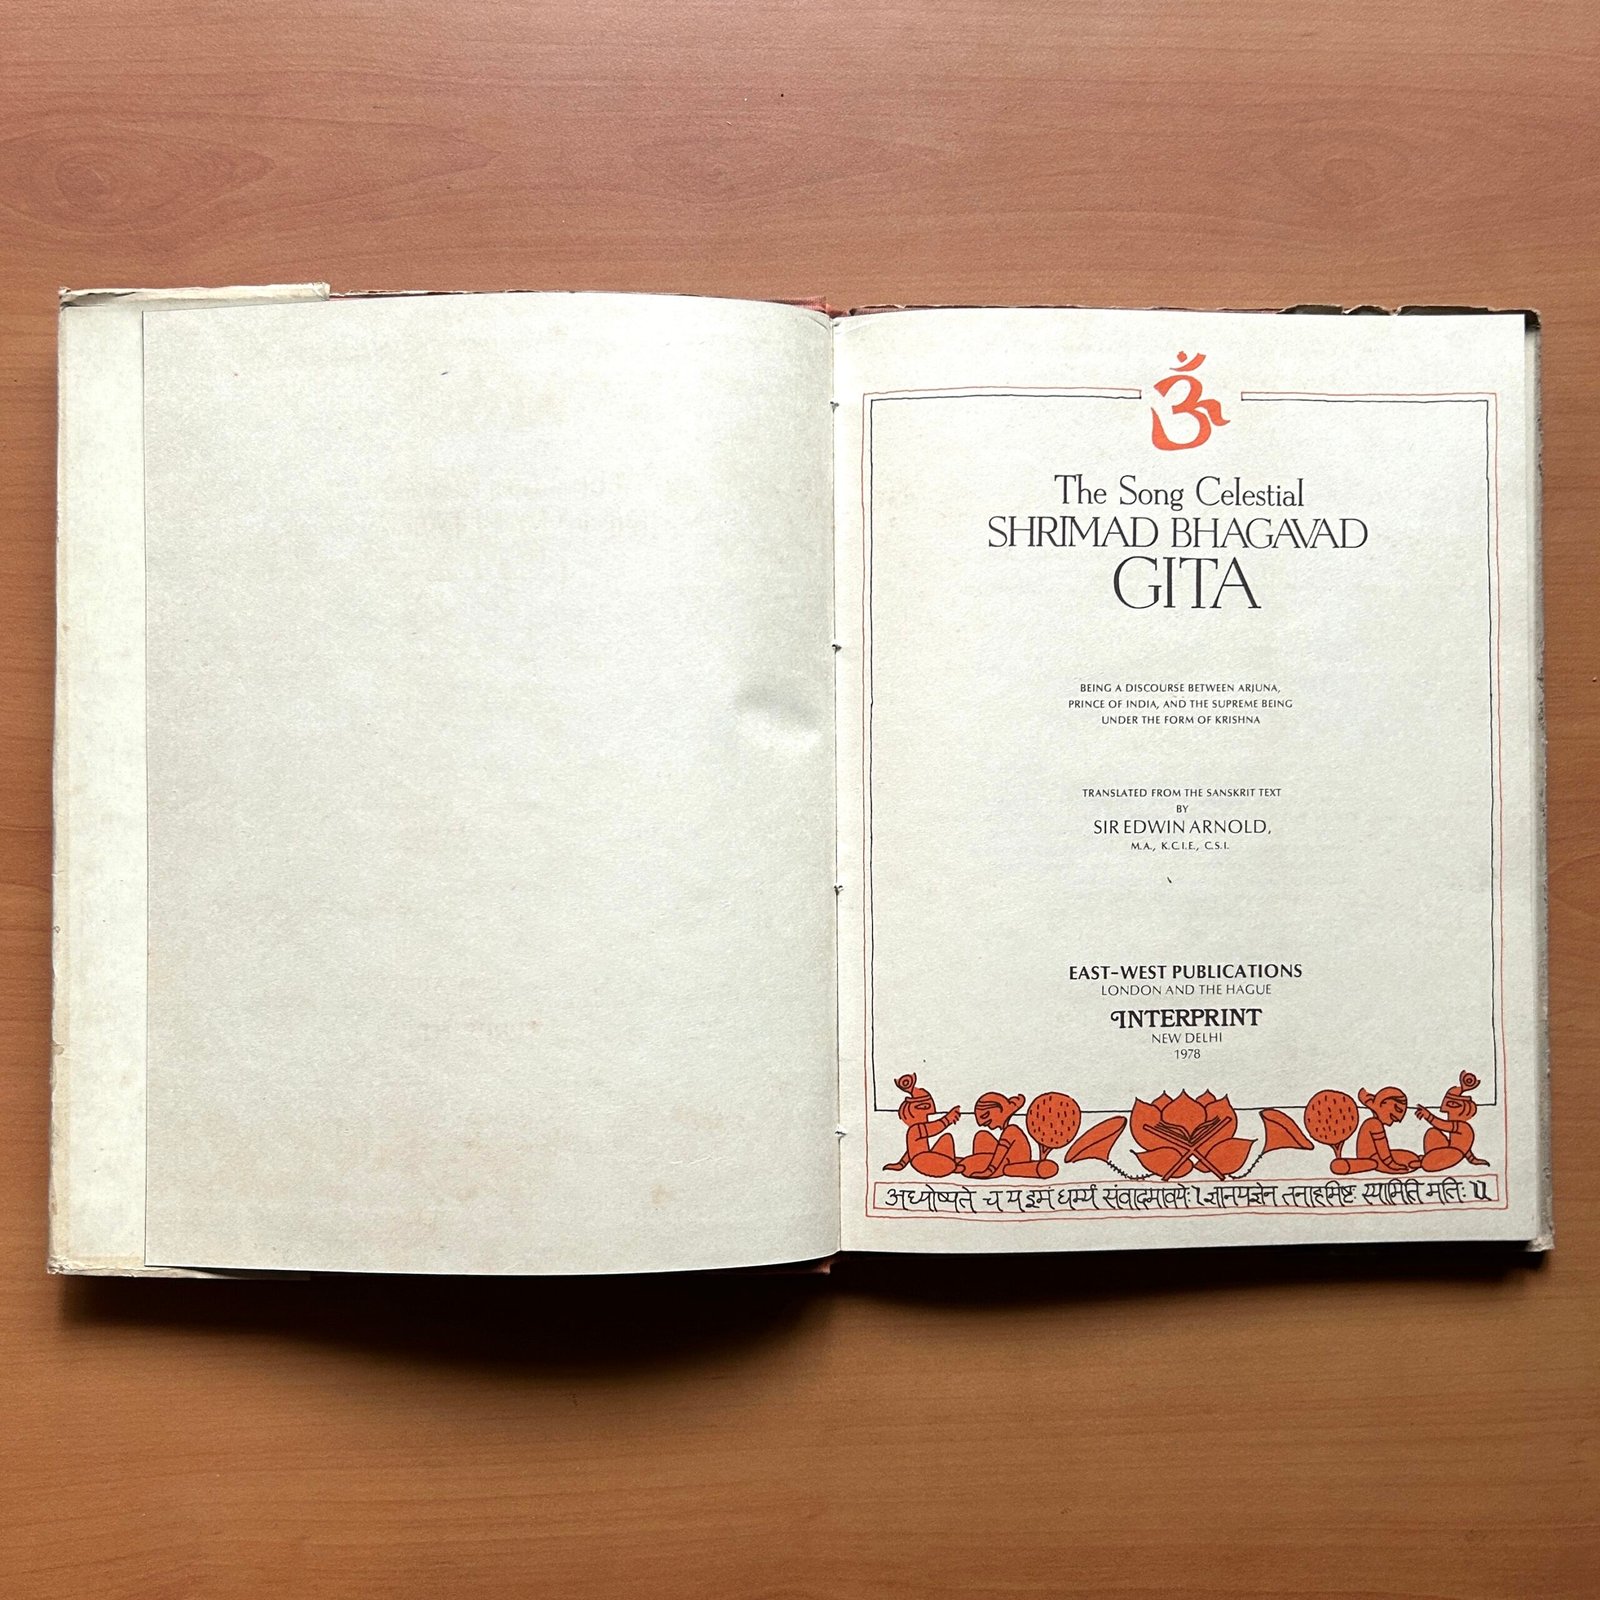 ॐ
The Song Celestial
SHRIMAD BHAGAVAD
GITA
BEING A DISCOURSE BETWEEN ARJUNA,
PRINCE OF INDIA, AND THE SUPREME BEING
UNDER THE FORM OF KRISHNA
TRANSLATED FROM THE SANSKRIT TEXT
BY
SIR EDWIN ARNOLD,
M.A., K.C.I.E., C.S.I.
EAST-WEST PUBLICATIONS
LONDON AND THE HAGUE
INTERPRINT
NEW DELHI
1978
अध्येष्यते च य इमं धर्म्यं संवादमावयोः। ज्ञानयज्ञेन तेनाहमिष्टः स्यामिति मतिः॥